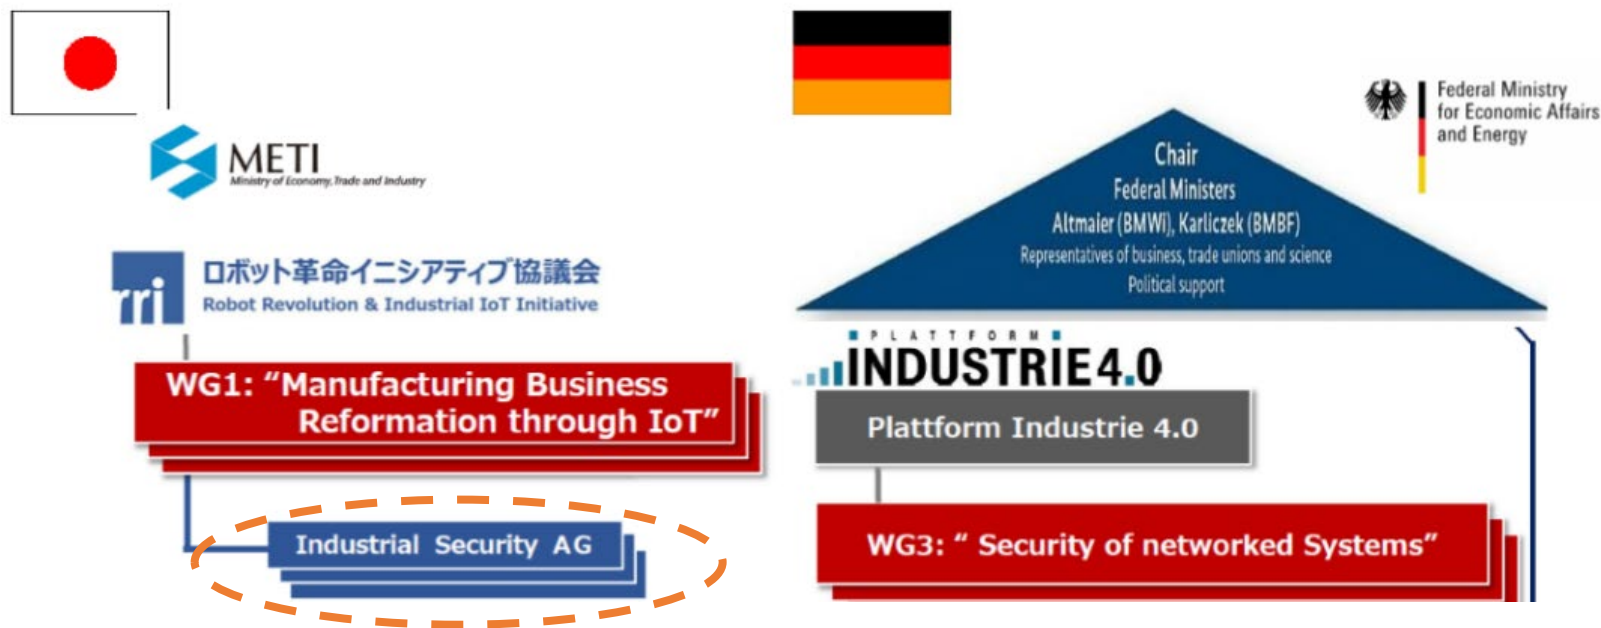 METI
Ministry of Economy, Trade and Industry
rri
ロボット革命イニシアティブ協議会
Robot Revolution & Industrial IoT Initiative
WG1: “Manufacturing Business
Reformation through IoT”
Industrial Security AG
Federal Ministry
for Economic Affairs
and Energy
Chair
Federal Ministers
Altmaier (BMWi), Karliczek (BMBF)
Representatives of business, trade unions and science
Political support
PLATTFORM
INDUSTRIE4.0
Plattform Industrie 4.0
WG3: “ Security of networked Systems”